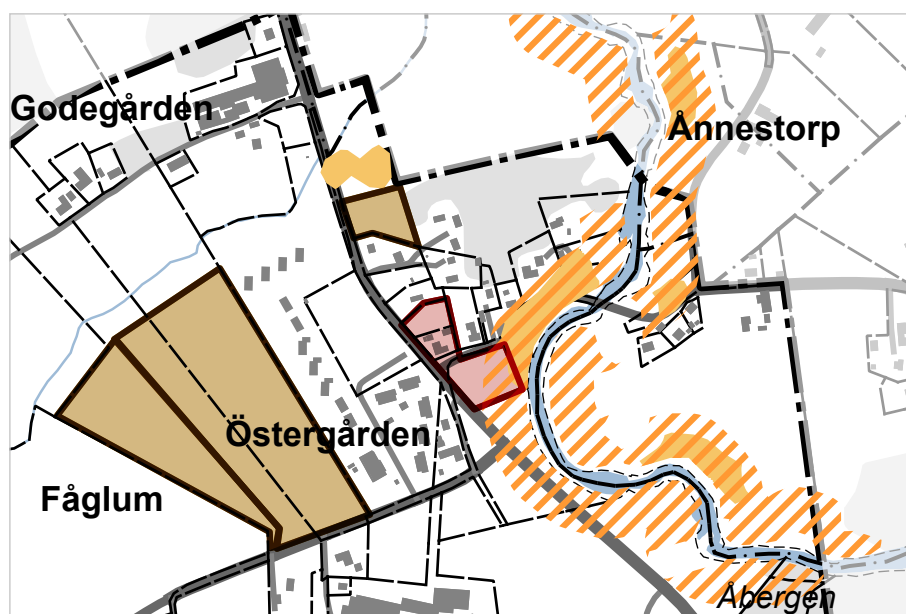 Godegården
Ånnestorp
Östergården
Fåglum
Åbergen